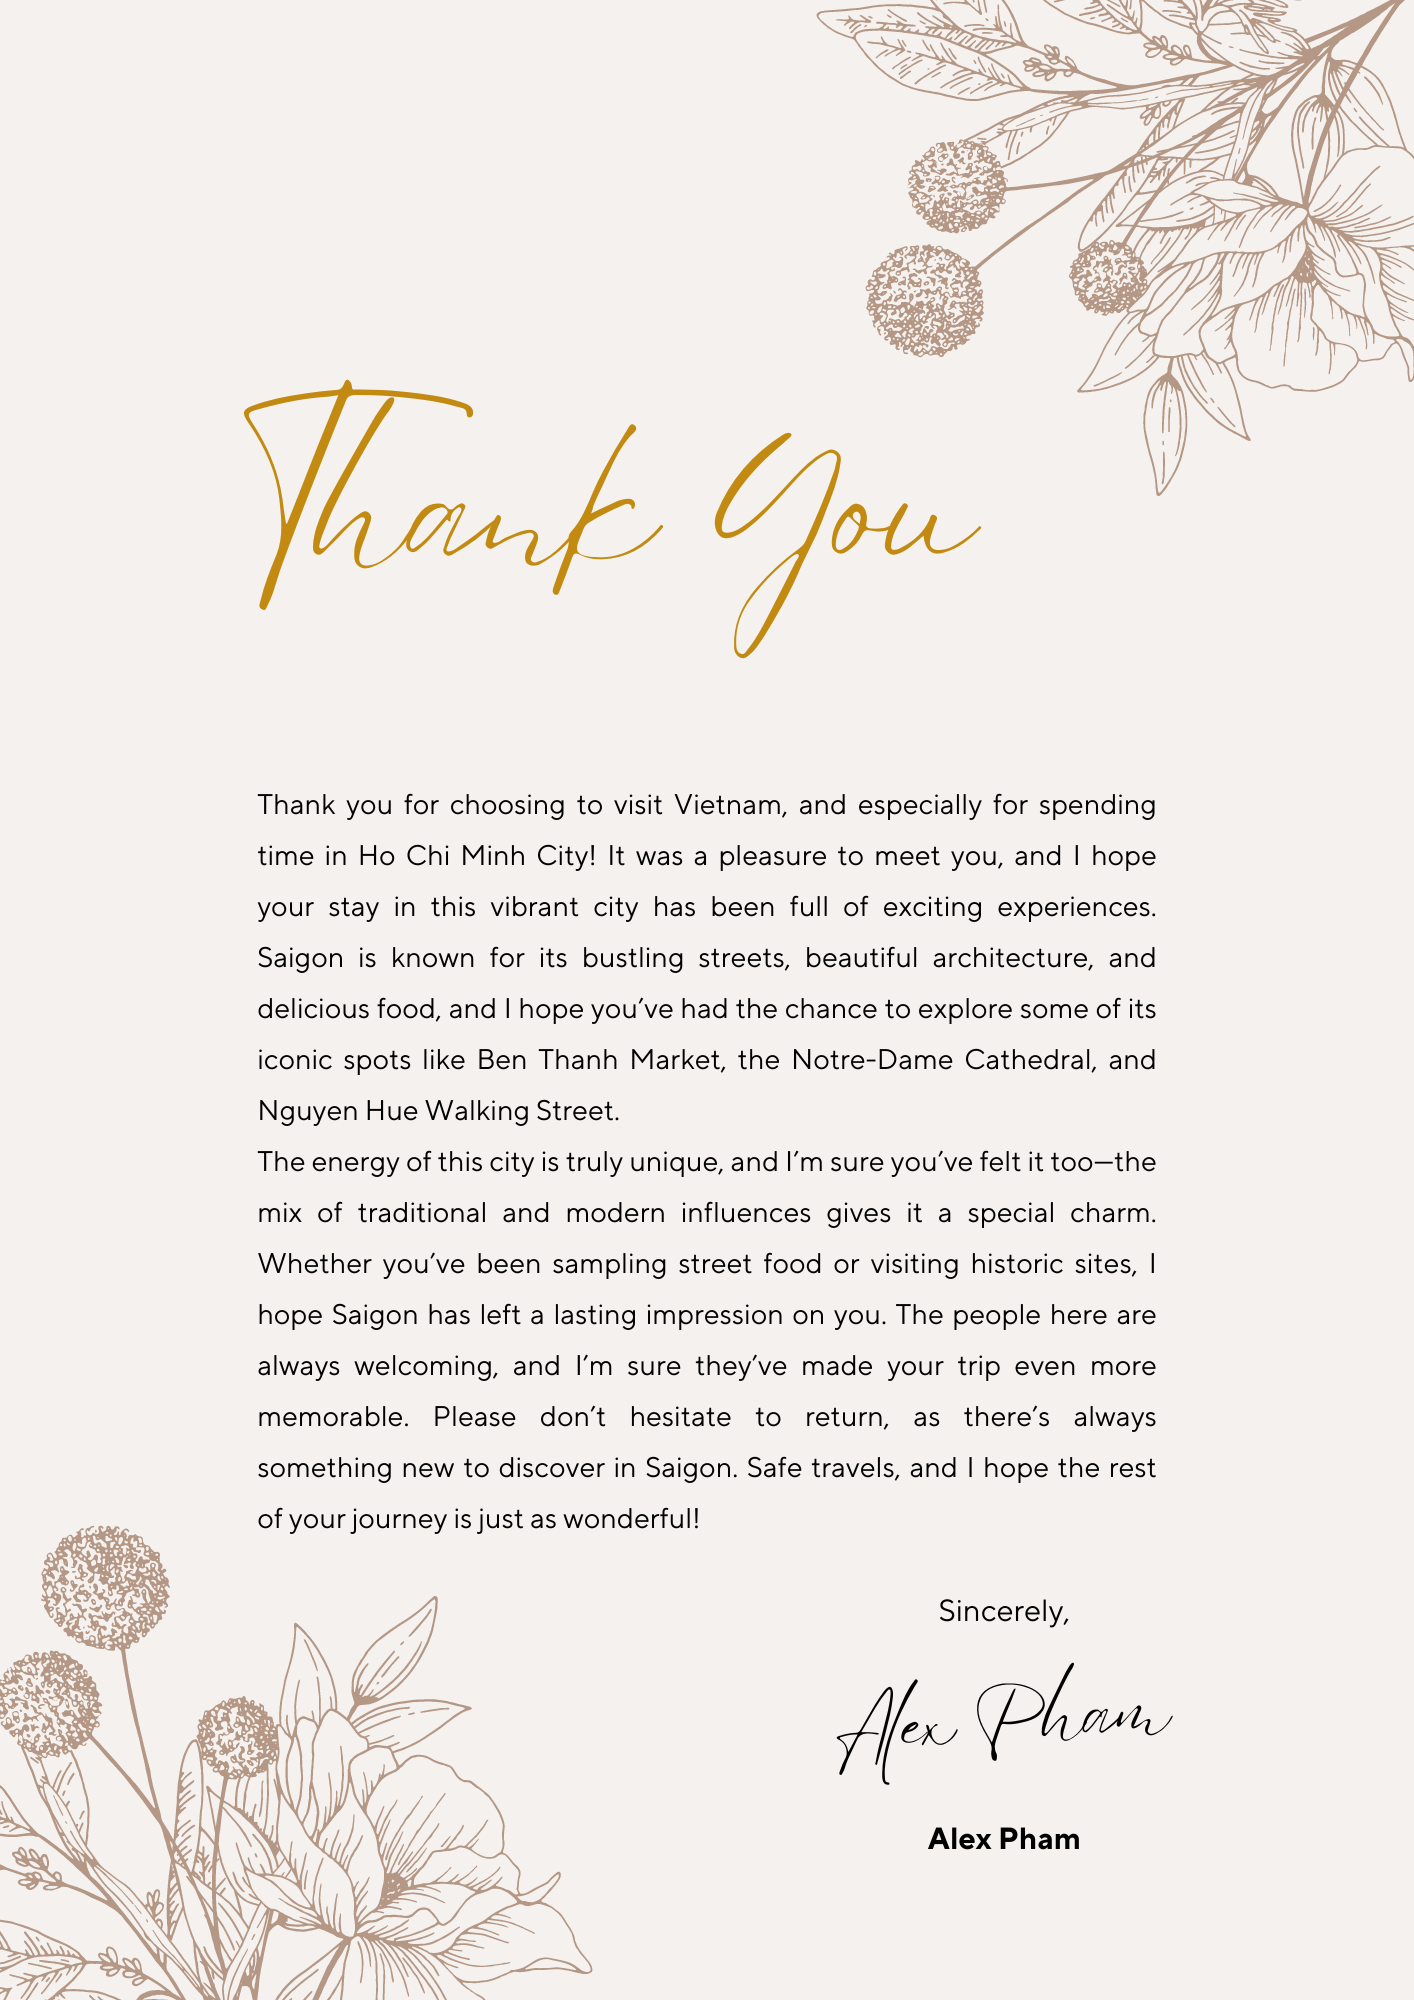 Thank You
Thank you for choosing to visit Vietnam, and especially for spending
time in Ho Chi Minh City! It was a pleasure to meet you, and I hope
your stay in this vibrant city has been full of exciting experiences.
Saigon is known for its bustling streets, beautiful architecture, and
delicious food, and I hope you’ve had the chance to explore some of its
iconic spots like Ben Thanh Market, the Notre-Dame Cathedral, and
Nguyen Hue Walking Street.
The energy of this city is truly unique, and I’m sure you’ve felt it too—the
mix of traditional and modern influences gives it a special charm.
Whether you’ve been sampling street food or visiting historic sites, I
hope Saigon has left a lasting impression on you. The people here are
always welcoming, and I’m sure they’ve made your trip even more
memorable. Please don’t hesitate to return, as there’s always
something new to discover in Saigon. Safe travels, and I hope the rest
of your journey is just as wonderful!
Sincerely,
Alex Pham
Alex Pham